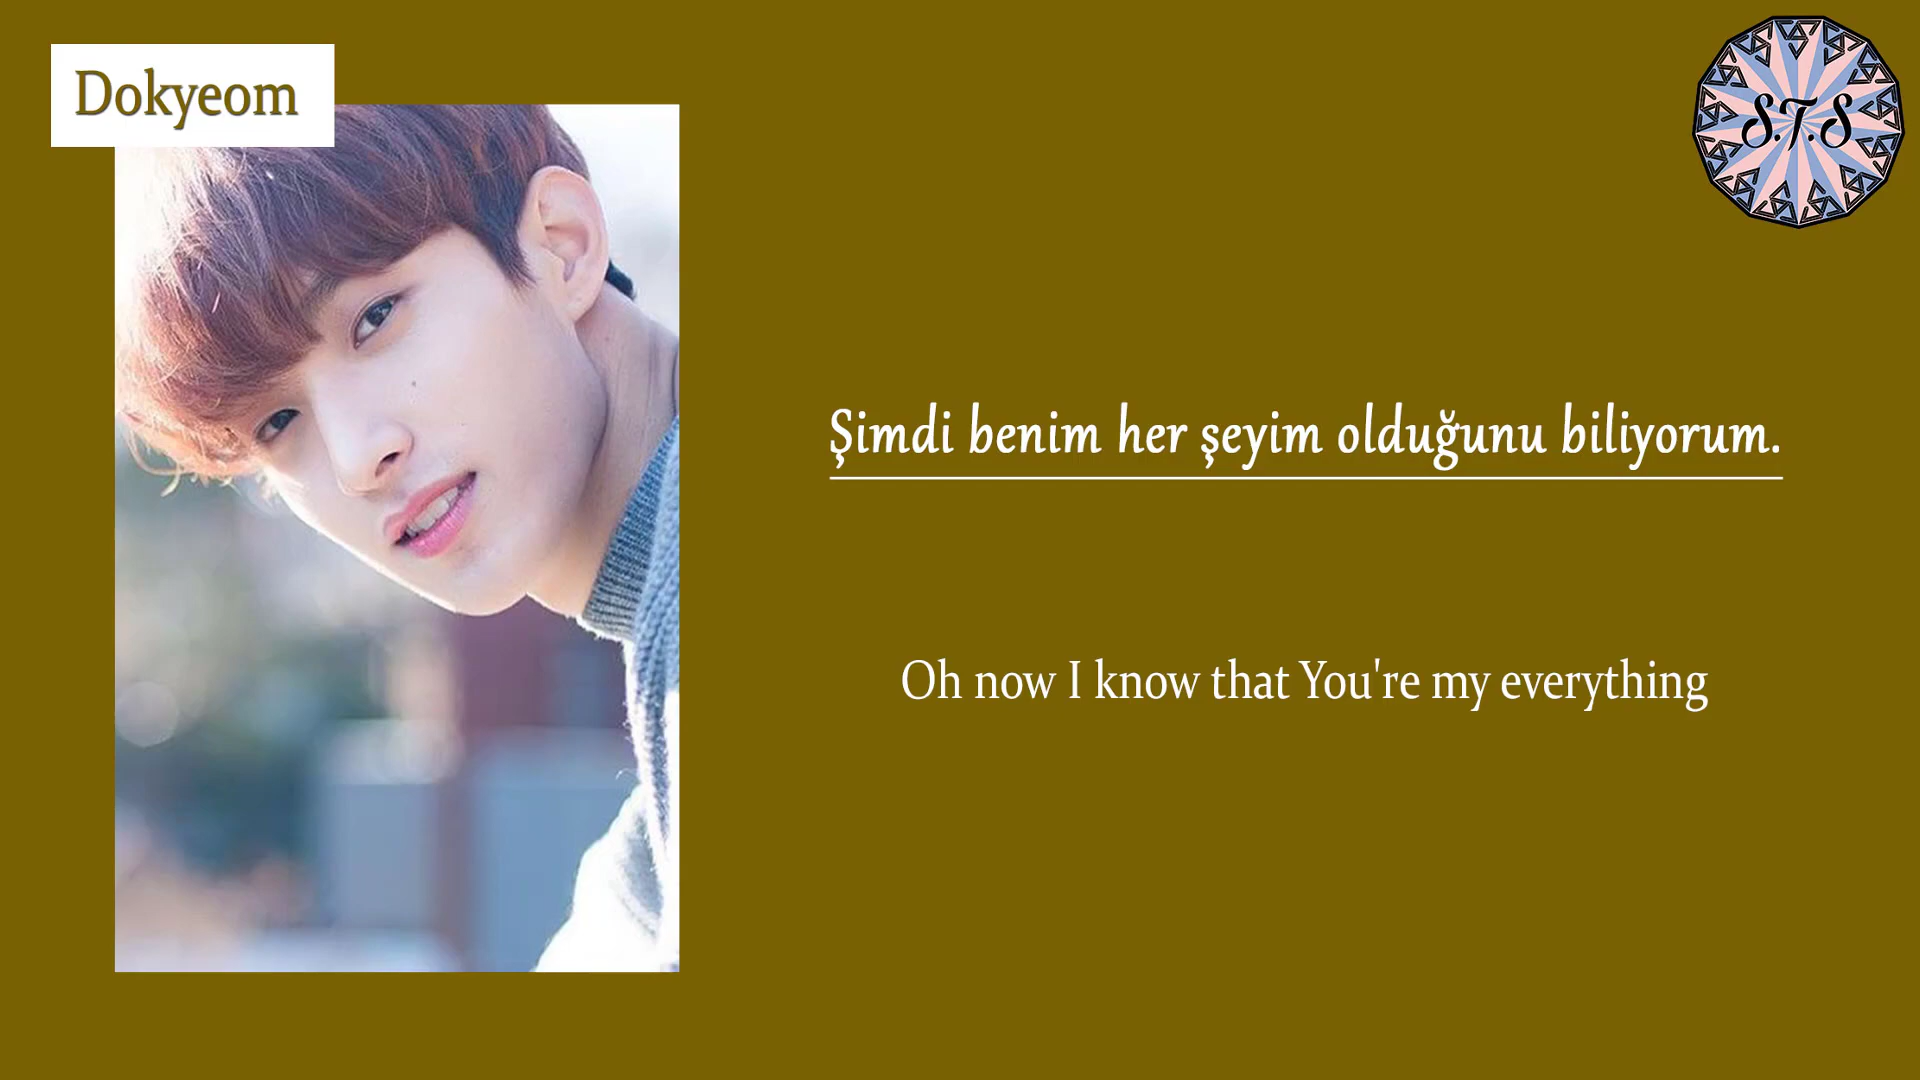 Dokyeom
S.T.S
Şimdi benim her şeyim olduğunu biliyorum.
Oh now I know that You're my everything